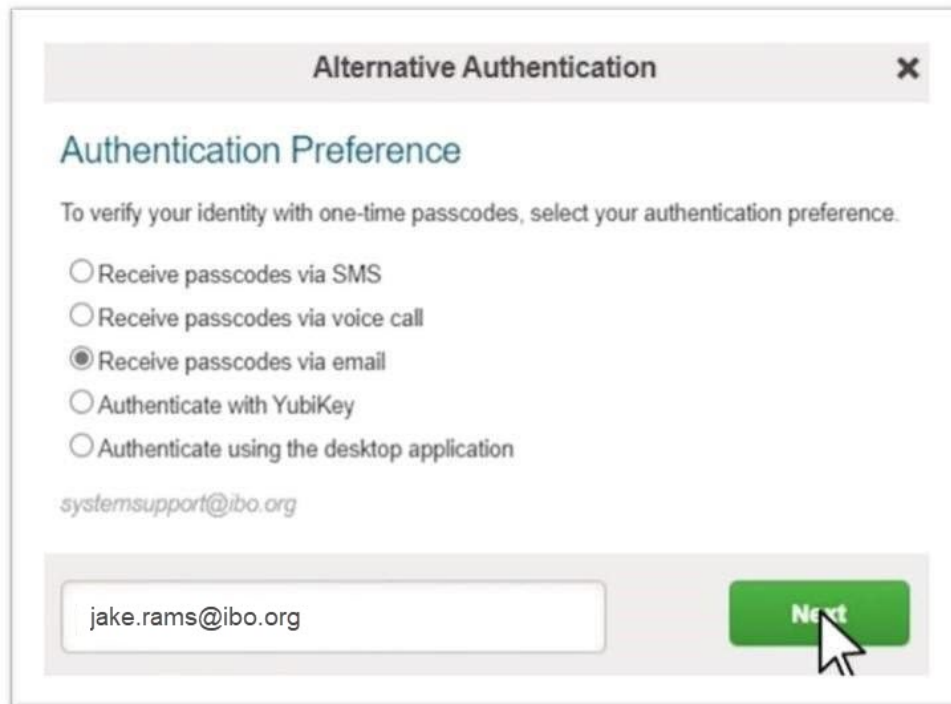 Alternative Authentication
Authentication Preference
To verify your identity with one-time passcodes, select your authentication preference.
Receive passcodes via SMS
Receive passcodes via voice call
Receive passcodes via email
Authenticate with YubiKey
Authenticate using the desktop application
systemsupport@ibo.org
jake.rams@ibo.org
Next